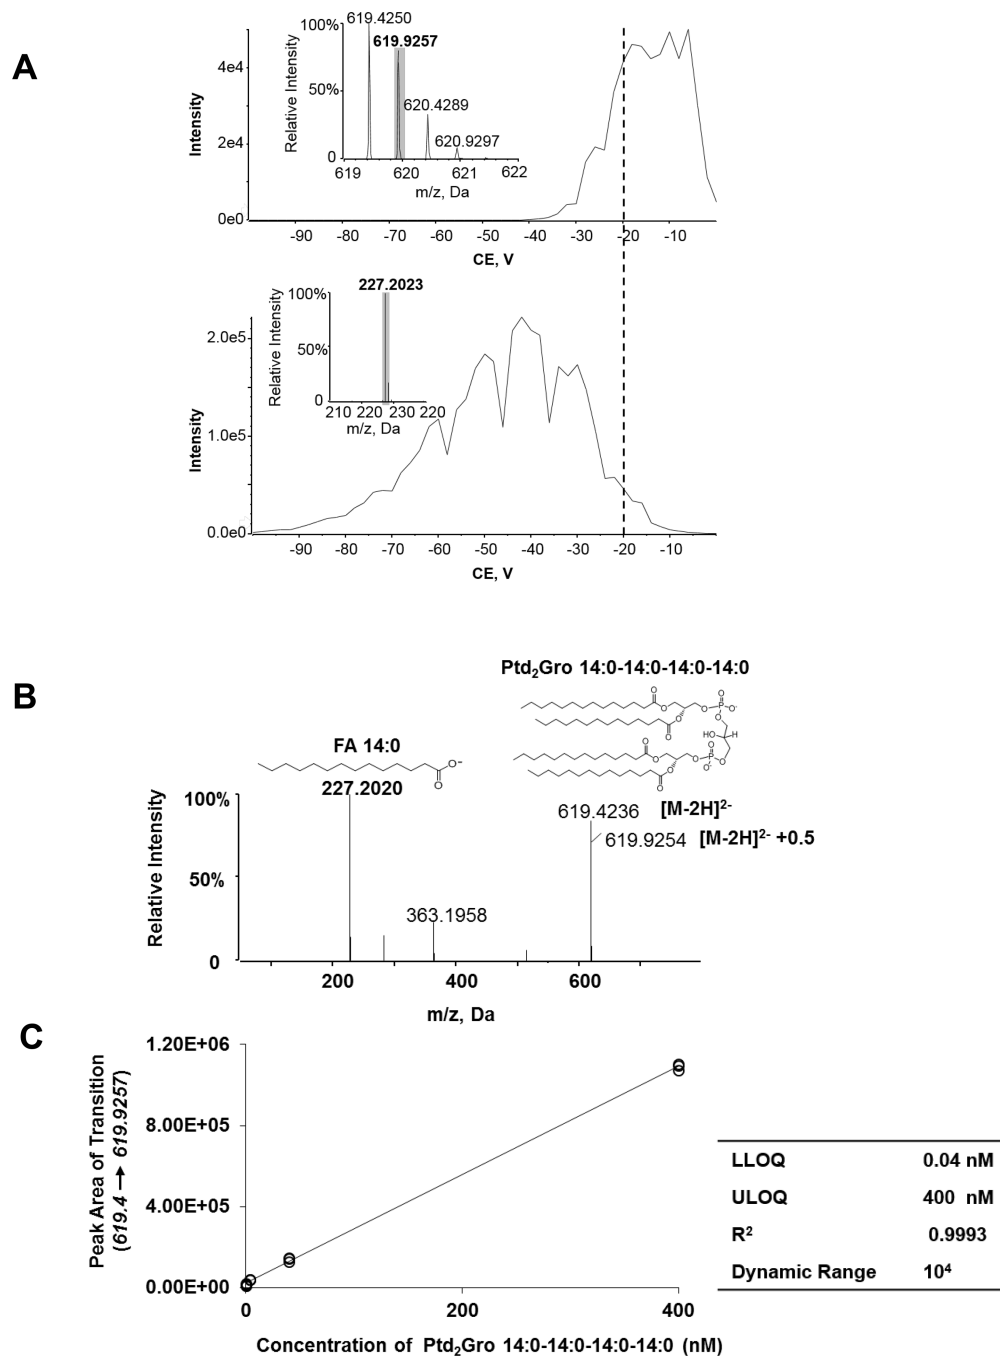 A
Intensity
4e4
2e4
0e0
-90 -80 -70 -60 -50 -40 -30 -20 -10
CE, V
Relative Intensity
100%
50%
0
619.4250
619.9257
620.4289
620.9297
619 620 621 622
m/z, Da
Intensity
2.0e5
1.0e5
0.0e0
-90 -80 -70 -60 -50 -40 -30 -20 -10
CE, V
Relative Intensity
227.2023
100%
50%
0
210 220 230 220
m/z, Da
B
Ptd₂Gro 14:0-14:0-14:0-14:0
O
O
O
O
P
O
O⁻
O
O
HO
H
O
O
O
O
O
P
O
O⁻
O
FA 14:0
O⁻
O
227.2020
Relative Intensity
100%
50%
0
363.1958
619.4236 [M-2H]²⁻
619.9254 [M-2H]²⁻ +0.5
200 400 600
m/z, Da
C
Peak Area of Transition
(619.4 → 619.9257)
1.20E+06
8.00E+05
4.00E+05
0.00E+00
0 200 400
Concentration of Ptd₂Gro 14:0-14:0-14:0-14:0 (nM)
LLOQ 0.04 nM
ULOQ 400 nM
R² 0.9993
Dynamic Range 10⁴